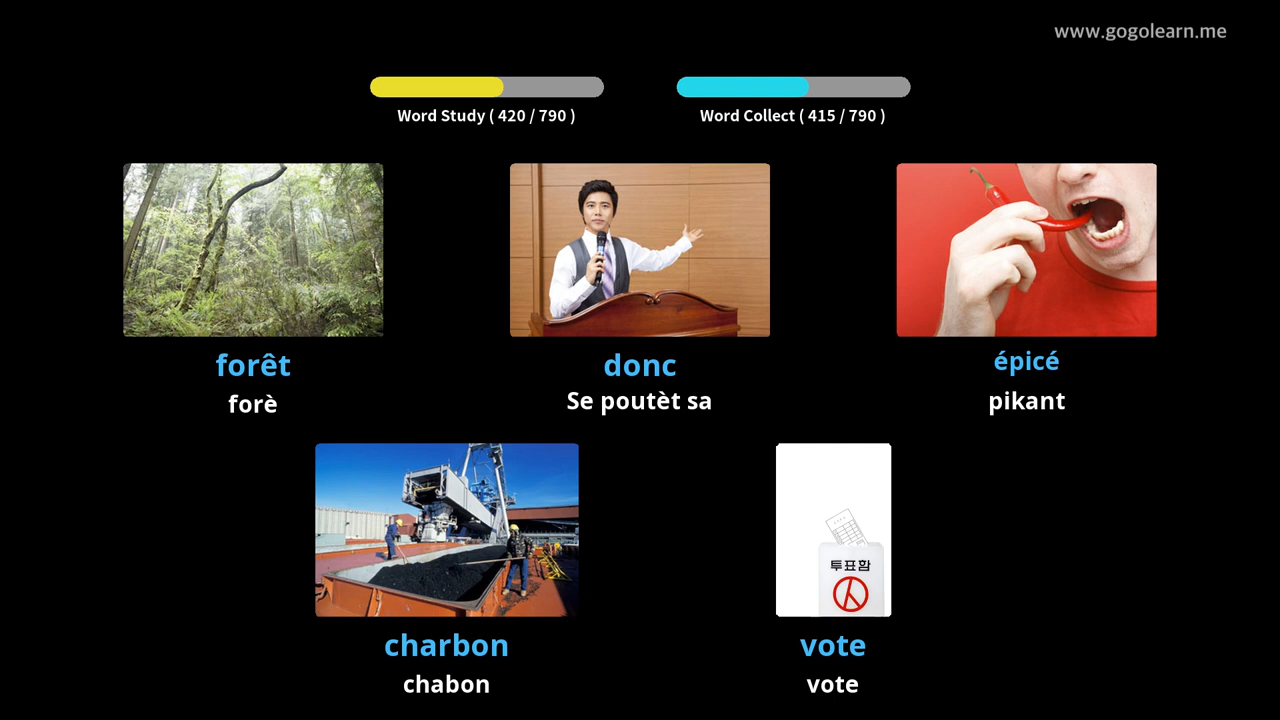 www.gogolearn.me
Word Study ( 420 / 790 )
Word Collect ( 415 / 790 )
forêt
forè
donc
Se poutèt sa
épicé
pikant
투표함
charbon
chabon
vote
vote